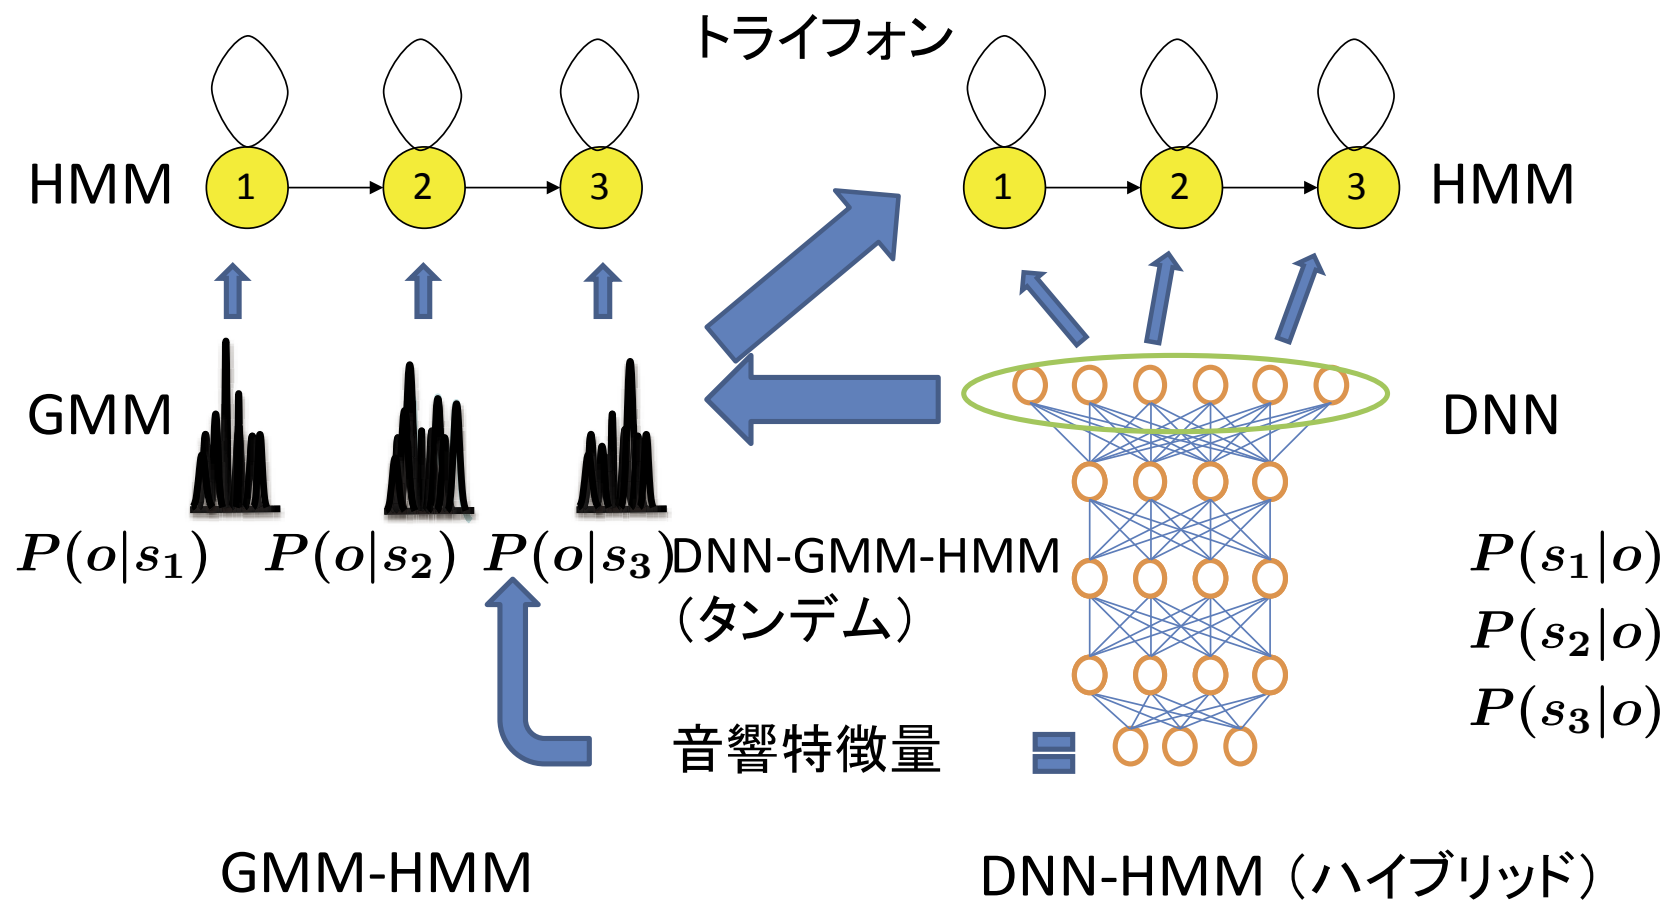 トライフォン
HMM
1
2
3
1
2
3
HMM
GMM
DNN
P(o|s₁)
P(o|s₂)
P(o|s₃)
DNN-GMM-HMM
（タンデム）
P(s₁|o)
P(s₂|o)
P(s₃|o)
音響特徴量
GMM-HMM
DNN-HMM（ハイブリッド）